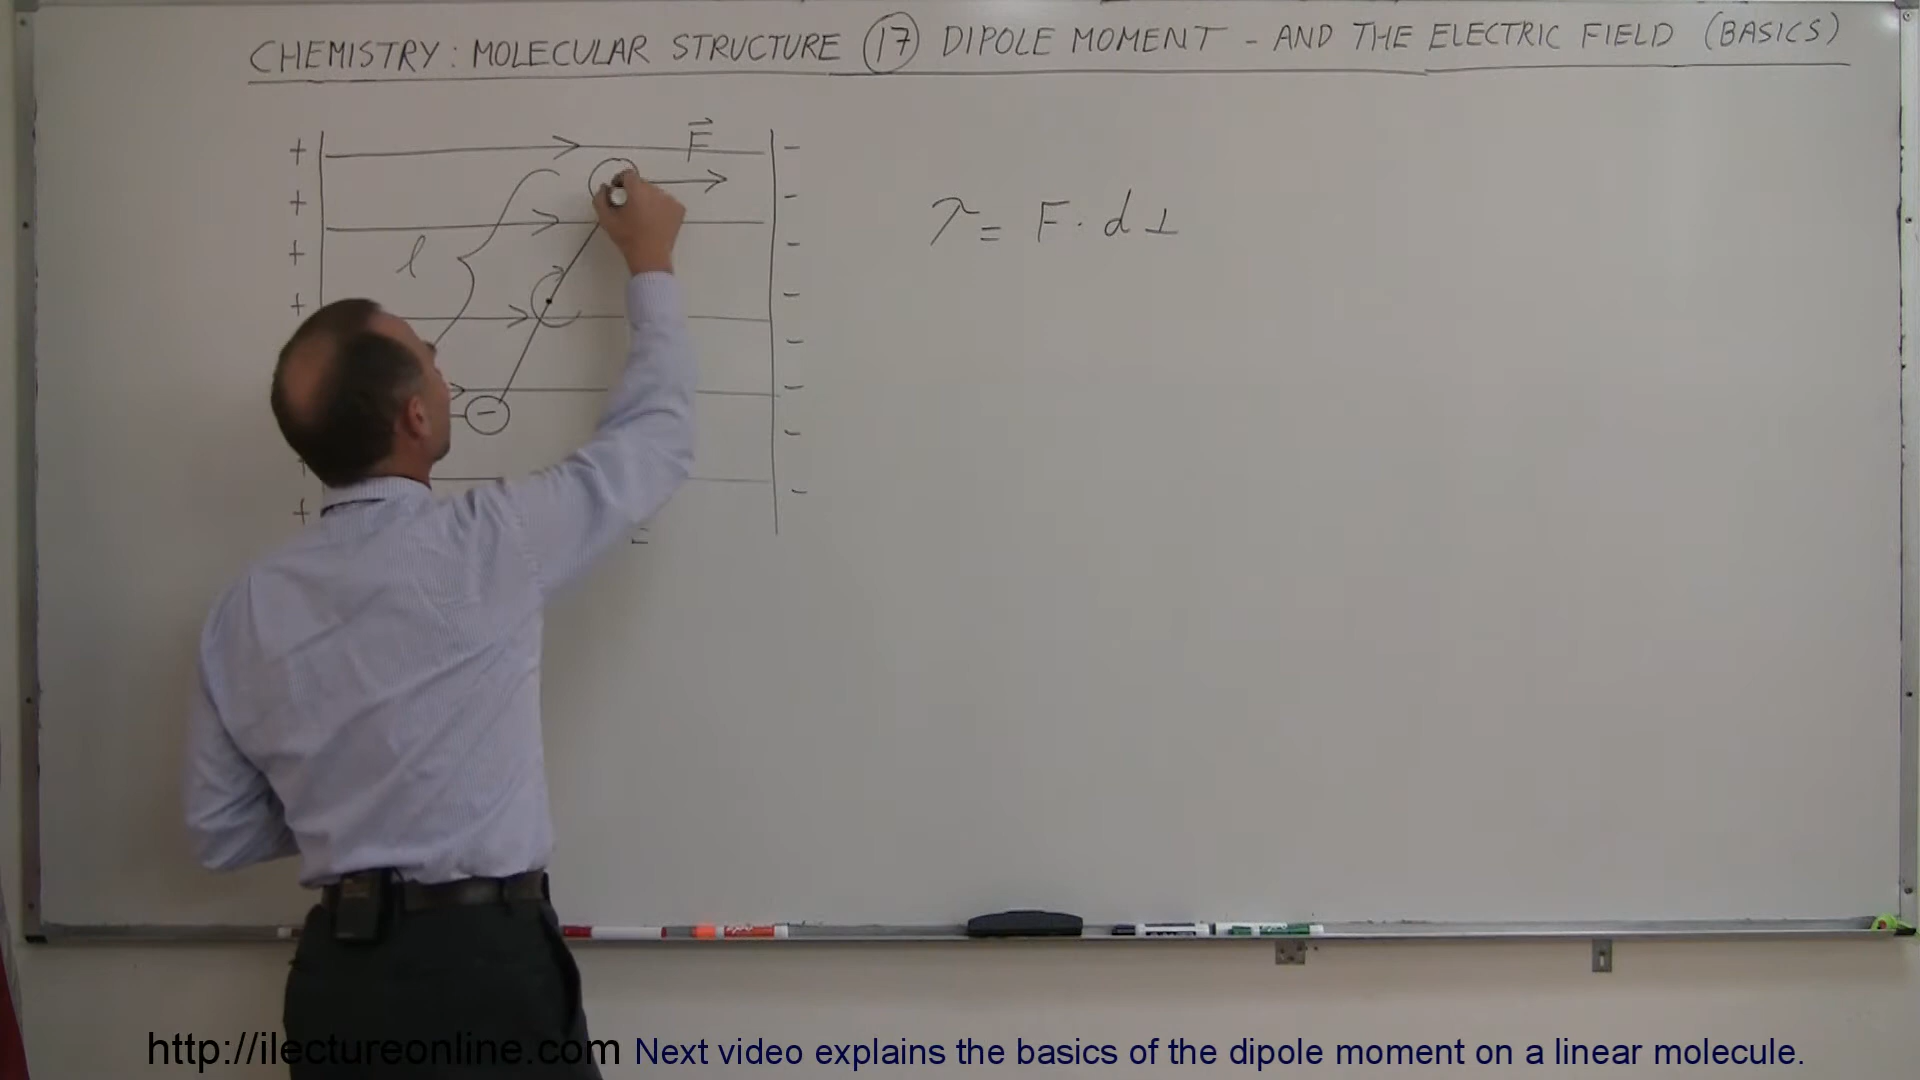 CHEMISTRY: MOLECULAR STRUCTURE 17 DIPOLE MOMENT - AND THE ELECTRIC FIELD (BASICS)
F
+ -
+ -
+ -
+ -
-
-
-
+ -
l
-
τ = F · d⊥
http://ilectureonline.com Next video explains the basics of the dipole moment on a linear molecule.